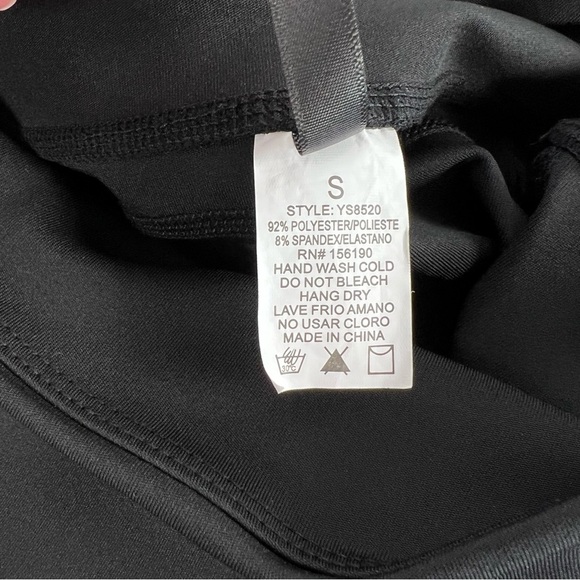 S
STYLE: YS8520
92% POLYESTER/POLIESTE
8% SPANDEX/ELASTANO
RN# 156190
HAND WASH COLD
DO NOT BLEACH
HANG DRY
LAVE FRIO AMANO
NO USAR CLORO
MADE IN CHINA
30°C